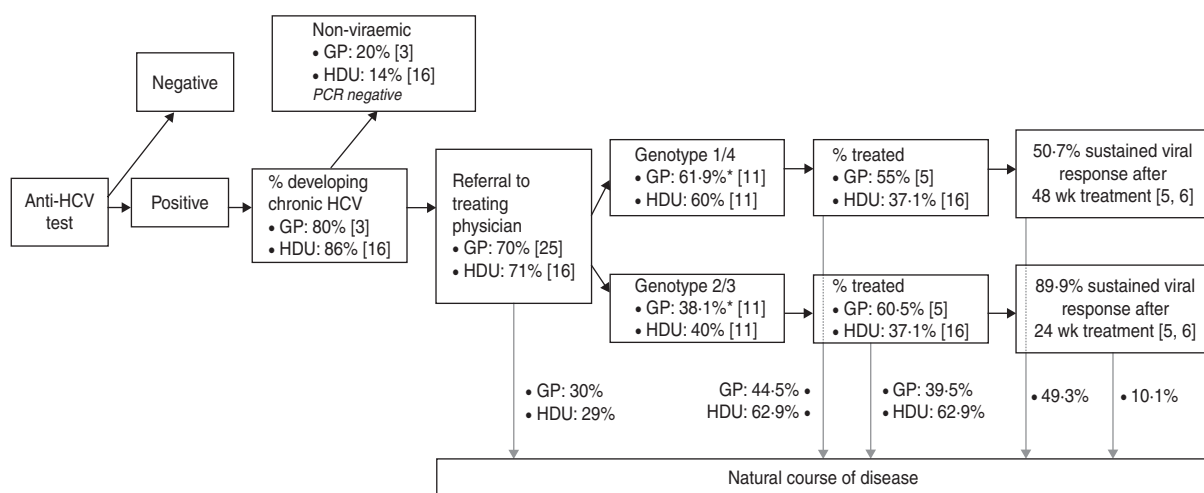 Non-viraemic
• GP: 20% [3]
• HDU: 14% [16]
PCR negative
Negative
Anti-HCV
test
Positive
% developing
chronic HCV
• GP: 80% [3]
• HDU: 86% [16]
Referral to
treating
physician
• GP: 70% [25]
• HDU: 71% [16]
Genotype 1/4
• GP: 61·9%* [11]
• HDU: 60% [11]
% treated
• GP: 55% [5]
• HDU: 37·1% [16]
50·7% sustained viral
response after
48 wk treatment [5, 6]
Genotype 2/3
• GP: 38·1%* [11]
• HDU: 40% [11]
% treated
• GP: 60·5% [5]
• HDU: 37·1% [16]
89·9% sustained viral
response after
24 wk treatment [5, 6]
• GP: 30%
• HDU: 29%
GP: 44·5% •
HDU: 62·9% •
• GP: 39·5%
• HDU: 62·9%
• 49·3%
• 10·1%
Natural course of disease